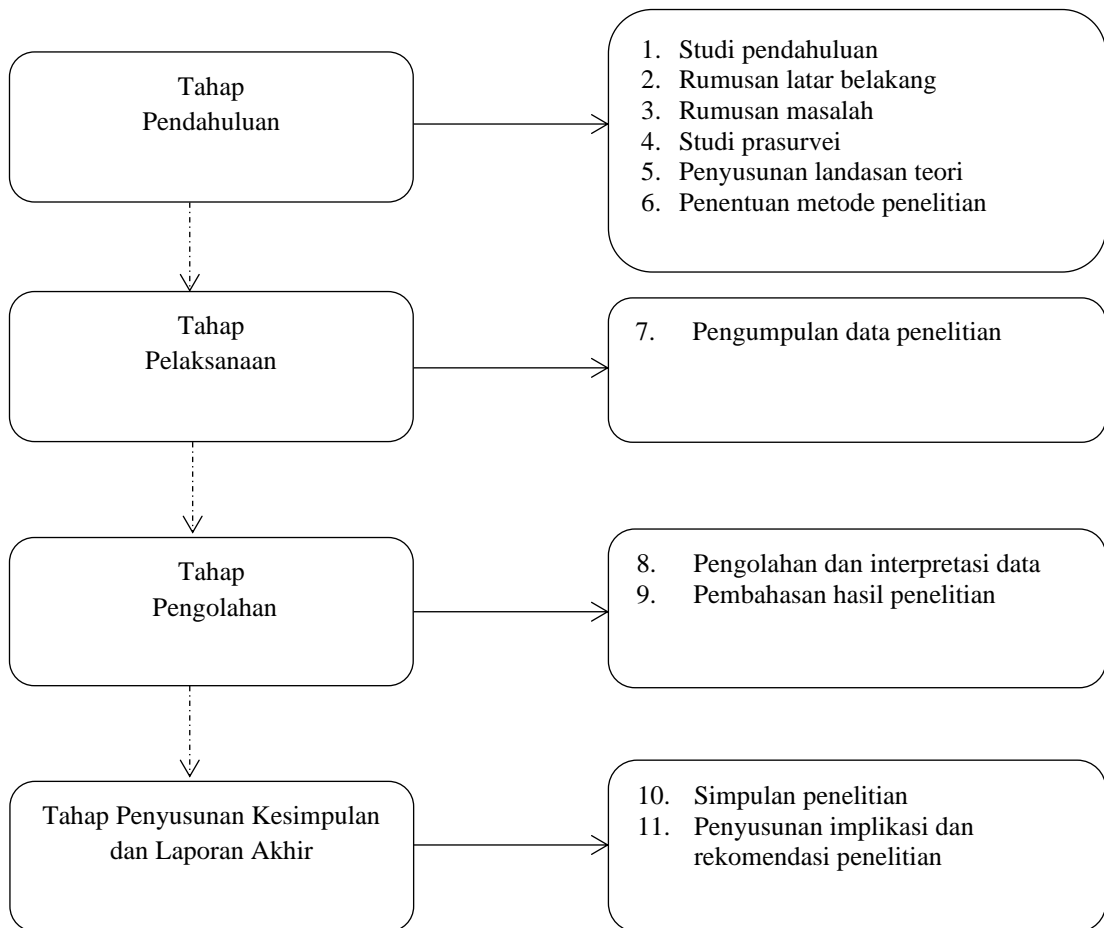 Tahap
Pendahuluan
1. Studi pendahuluan
2. Rumusan latar belakang
3. Rumusan masalah
4. Studi prasurvei
5. Penyusunan landasan teori
6. Penentuan metode penelitian
Tahap
Pelaksanaan
7. Pengumpulan data penelitian
Tahap
Pengolahan
8. Pengolahan dan interpretasi data
9. Pembahasan hasil penelitian
Tahap Penyusunan Kesimpulan
dan Laporan Akhir
10. Simpulan penelitian
11. Penyusunan implikasi dan
rekomendasi penelitian